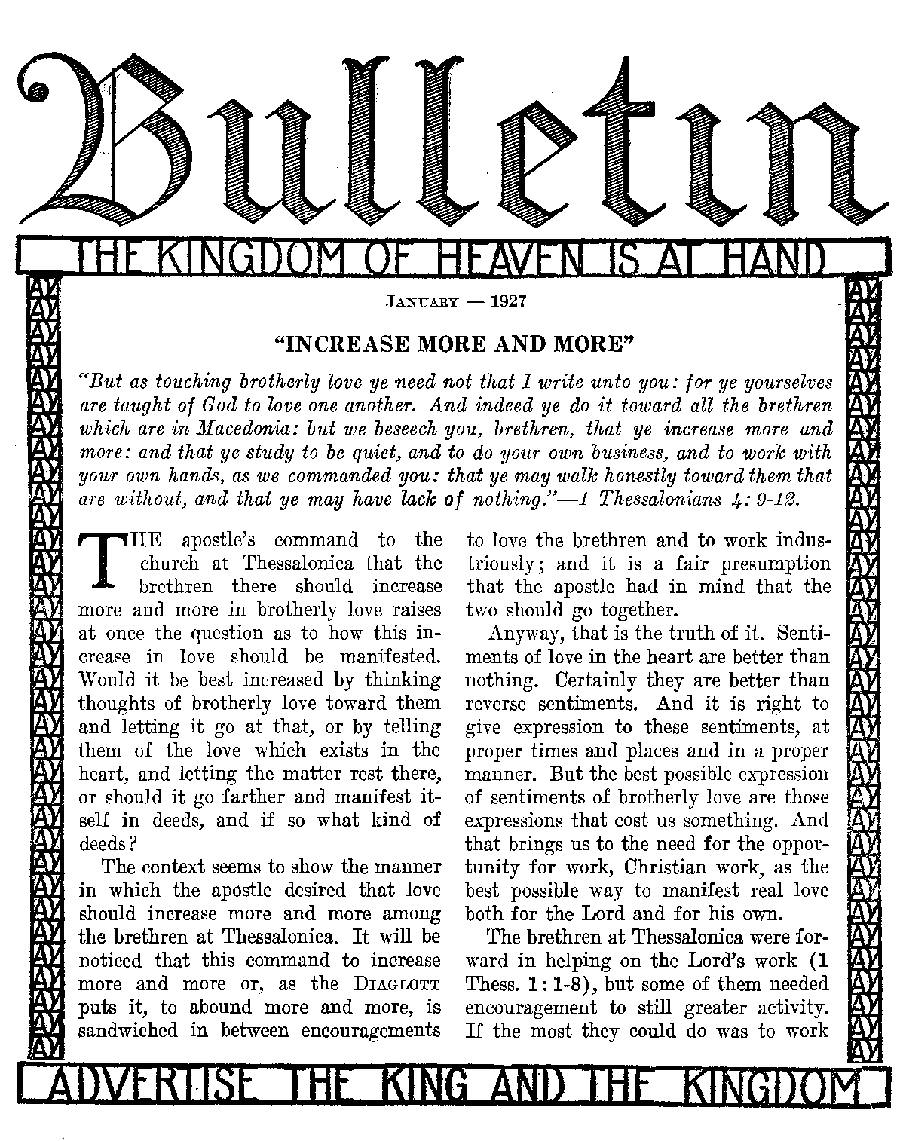 Bulletin
THE KINGDOM OF HEAVEN IS AT HAND
JANUARY — 1927
"INCREASE MORE AND MORE"
"But as touching brotherly love ye need not that I write unto you: for ye yourselves
are taught of God to love one another. And indeed ye do it toward all the brethren
which are in Macedonia: but we beseech you, brethren, that ye increase more and
more: and that ye study to be quiet, and to do your own business, and to work with
your own hands, as we commanded you: that ye may walk honestly toward them that
are without, and that ye may have lack of nothing."—1 Thessalonians 4: 9-12.
THE apostle's command to the
church at Thessalonica that the
brethren there should increase
more and more in brotherly love raises
at once the question as to how this in-
crease in love should be manifested.
Would it be best increased by thinking
thoughts of brotherly love toward them
and letting it go at that, or by telling
them of the love which exists in the
heart, and letting the matter rest there,
or should it go farther and manifest it-
self in deeds, and if so what kind of
deeds?
The context seems to show the manner
in which the apostle desired that love
should increase more and more among
the brethren at Thessalonica. It will be
noticed that this command to increase
more and more or, as the DIAGLOTT
puts it, to abound more and more, is
sandwiched in between encouragements
to love the brethren and to work indus-
triously; and it is a fair presumption
that the apostle had in mind that the
two should go together.
Anyway, that is the truth of it. Senti-
ments of love in the heart are better than
nothing. Certainly they are better than
reverse sentiments. And it is right to
give expression to these sentiments, at
proper times and places and in a proper
manner. But the best possible expression
of sentiments of brotherly love are those
expressions that cost us something. And
that brings us to the need for the oppor-
tunity for work, Christian work, as the
best possible way to manifest real love
both for the Lord and for his own.
The brethren at Thessalonica were for-
ward in helping on the Lord's work (1
Thess. 1: 1-8), but some of them needed
encouragement to still greater activity.
If the most they could do was to work
ADVERTISE THE KING AND THE KINGDOM